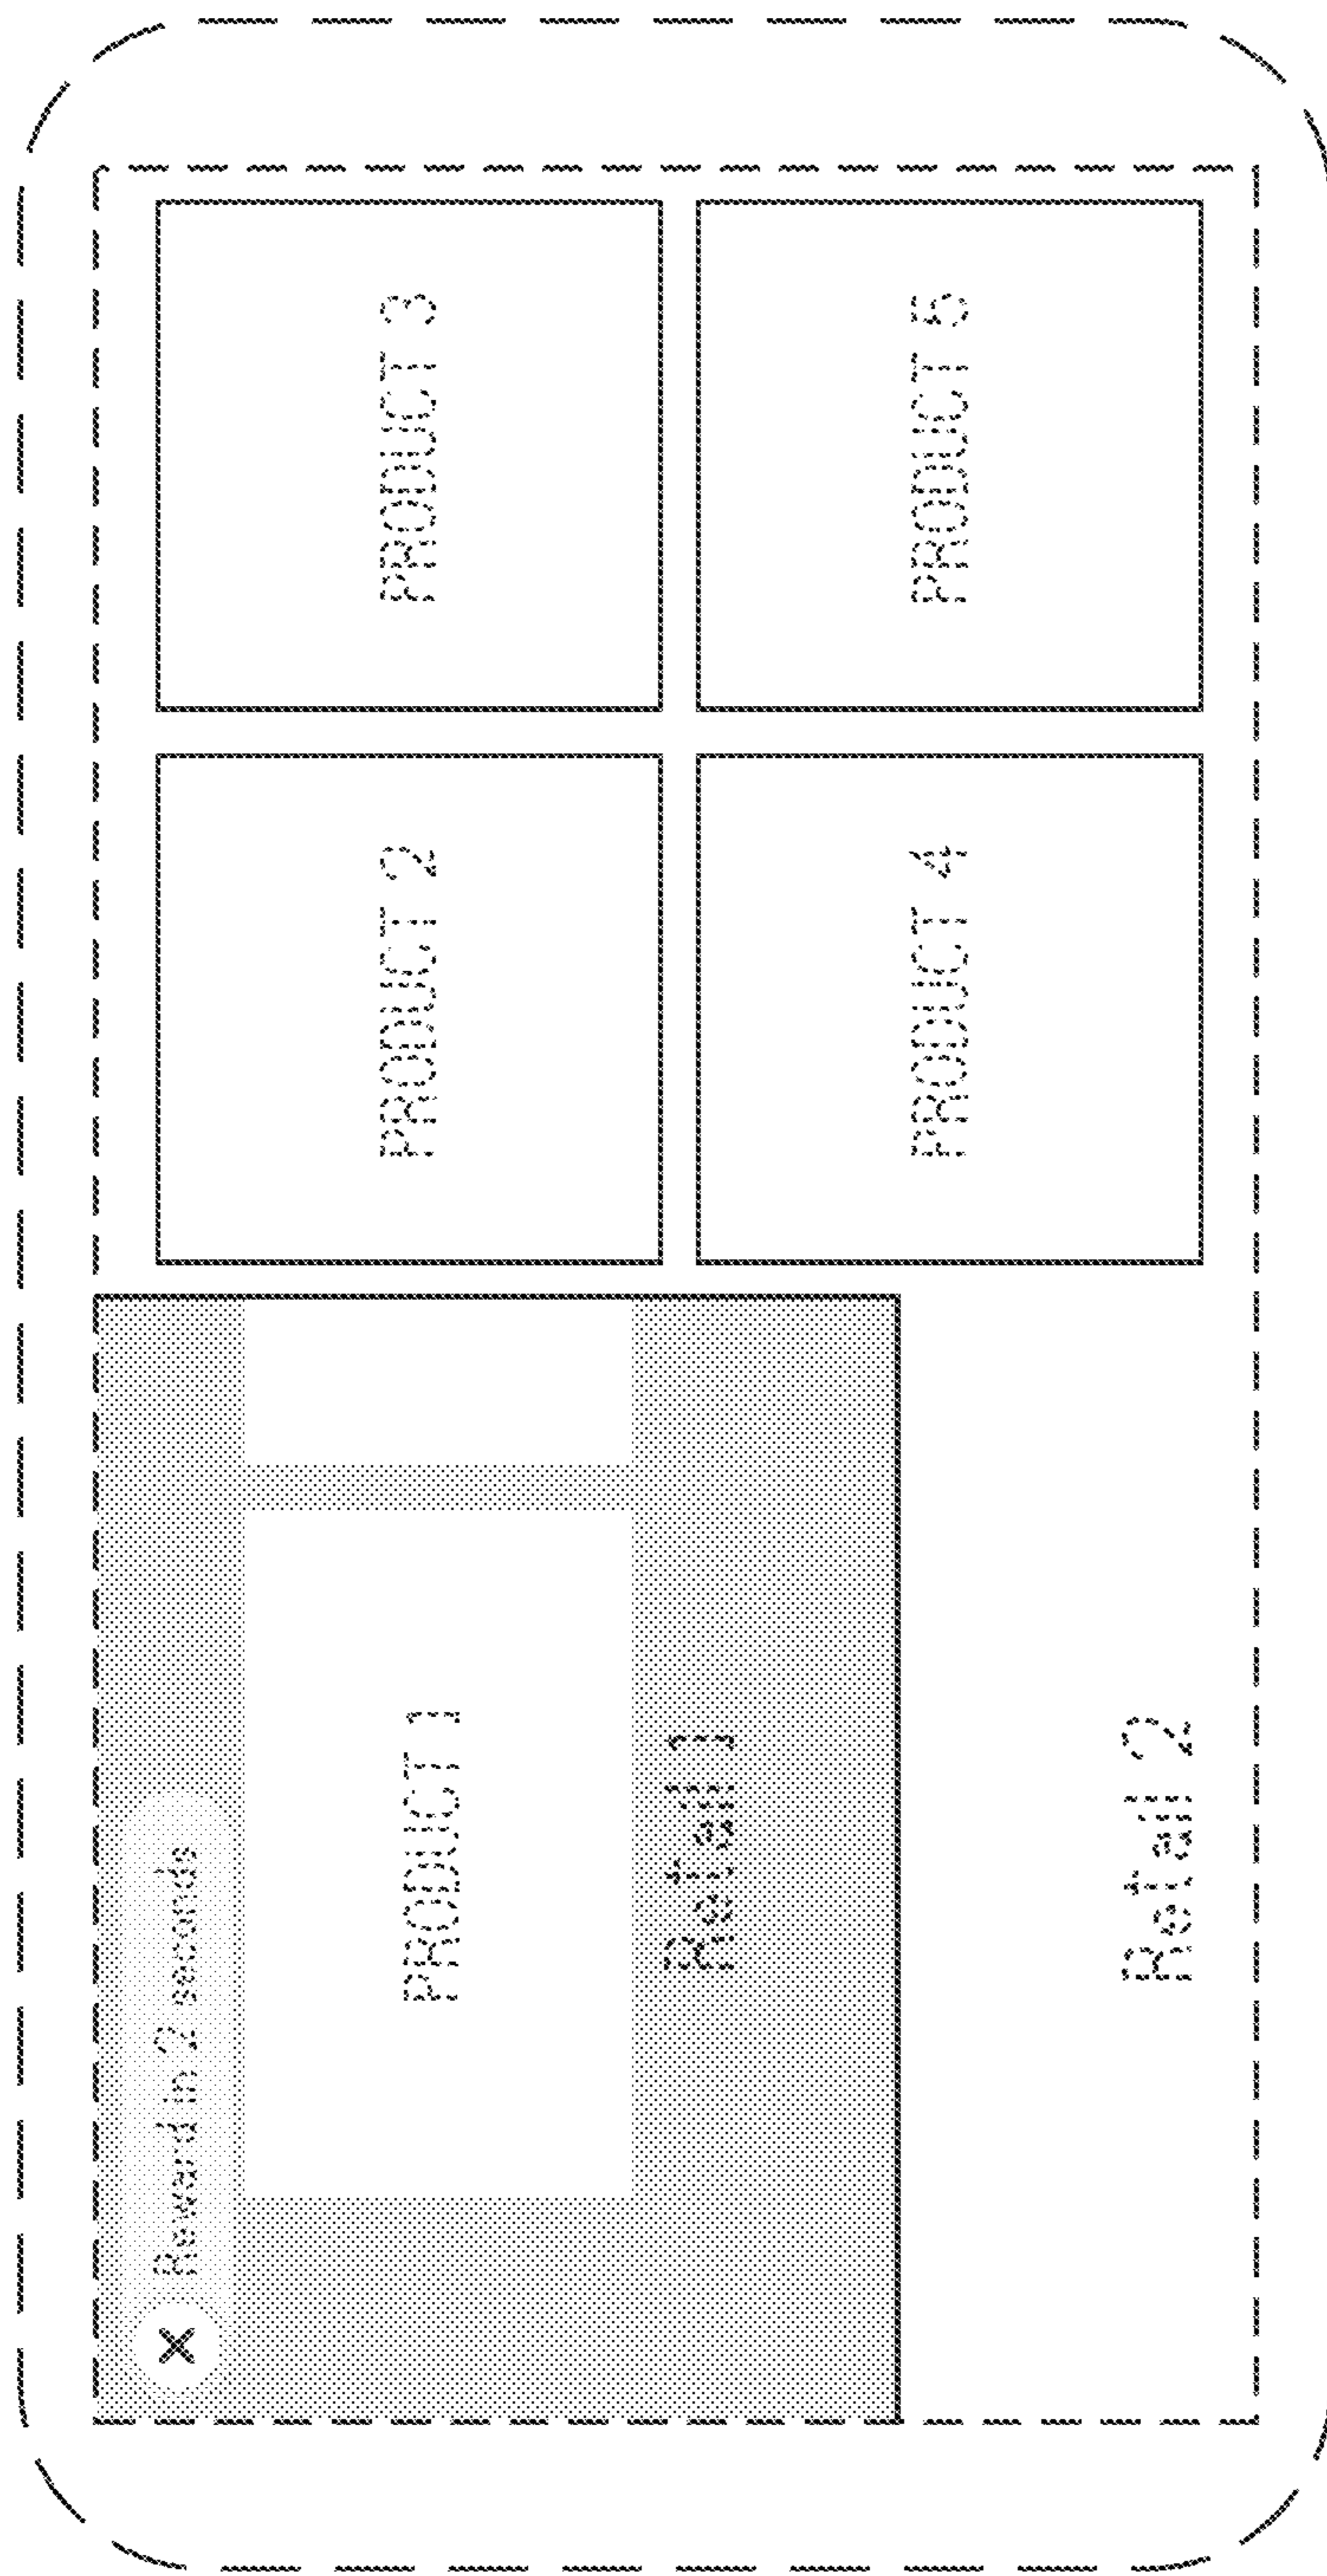 × Reward in 2 seconds
PRODUCT 1
Retail 1
Retail 2
PRODUCT 2
PRODUCT 3
PRODUCT 4
PRODUCT 5